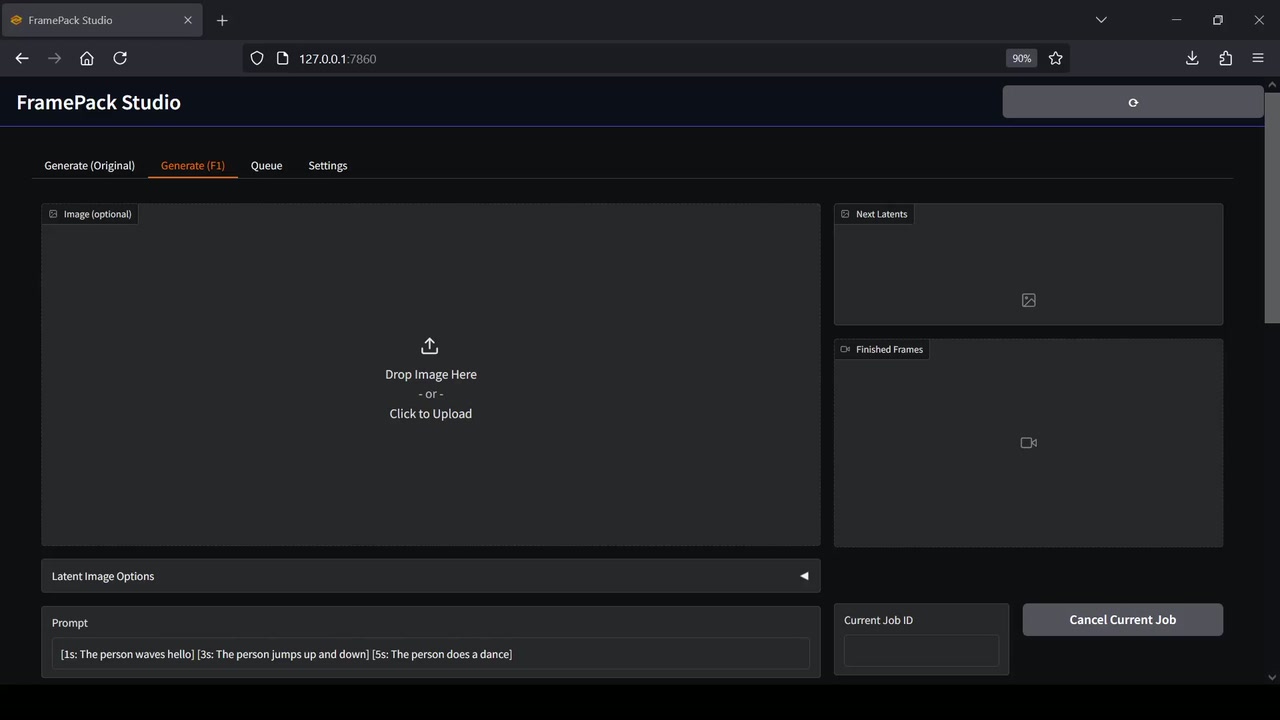 FramePack Studio
127.0.0.1:7860
90%
FramePack Studio
Generate (Original)
Generate (F1)
Queue
Settings
Image (optional)
Drop Image Here
- or -
Click to Upload
Next Latents
Finished Frames
Latent Image Options
Prompt
[1s: The person waves hello] [3s: The person jumps up and down] [5s: The person does a dance]
Current Job ID
Cancel Current Job